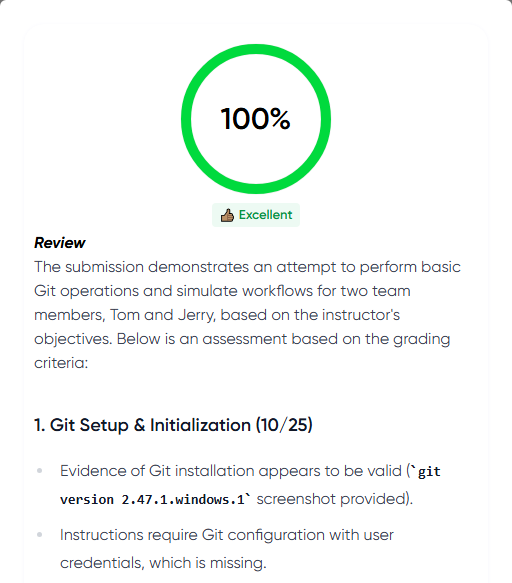 100%
👍🏽 Excellent
Review
The submission demonstrates an attempt to perform basic
Git operations and simulate workflows for two team
members, Tom and Jerry, based on the instructor's
objectives. Below is an assessment based on the grading
criteria:
1. Git Setup & Initialization (10/25)
• Evidence of Git installation appears to be valid (`git
version 2.47.1.windows.1` screenshot provided).
• Instructions require Git configuration with user
credentials, which is missing.